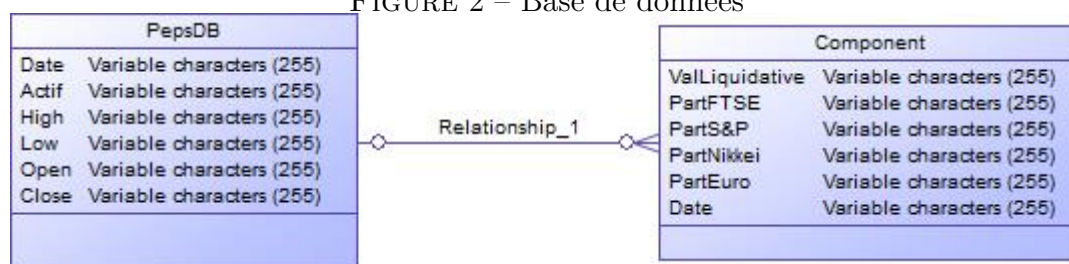 FIGURE 2 – Base de données
PepsDB
Date Variable characters (255)
Actif Variable characters (255)
High Variable characters (255)
Low Variable characters (255)
Open Variable characters (255)
Close Variable characters (255)
Relationship_1
Component
ValLiquidative Variable characters (255)
PartFTSE Variable characters (255)
PartS&P Variable characters (255)
PartNikkei Variable characters (255)
PartEuro Variable characters (255)
Date Variable characters (255)